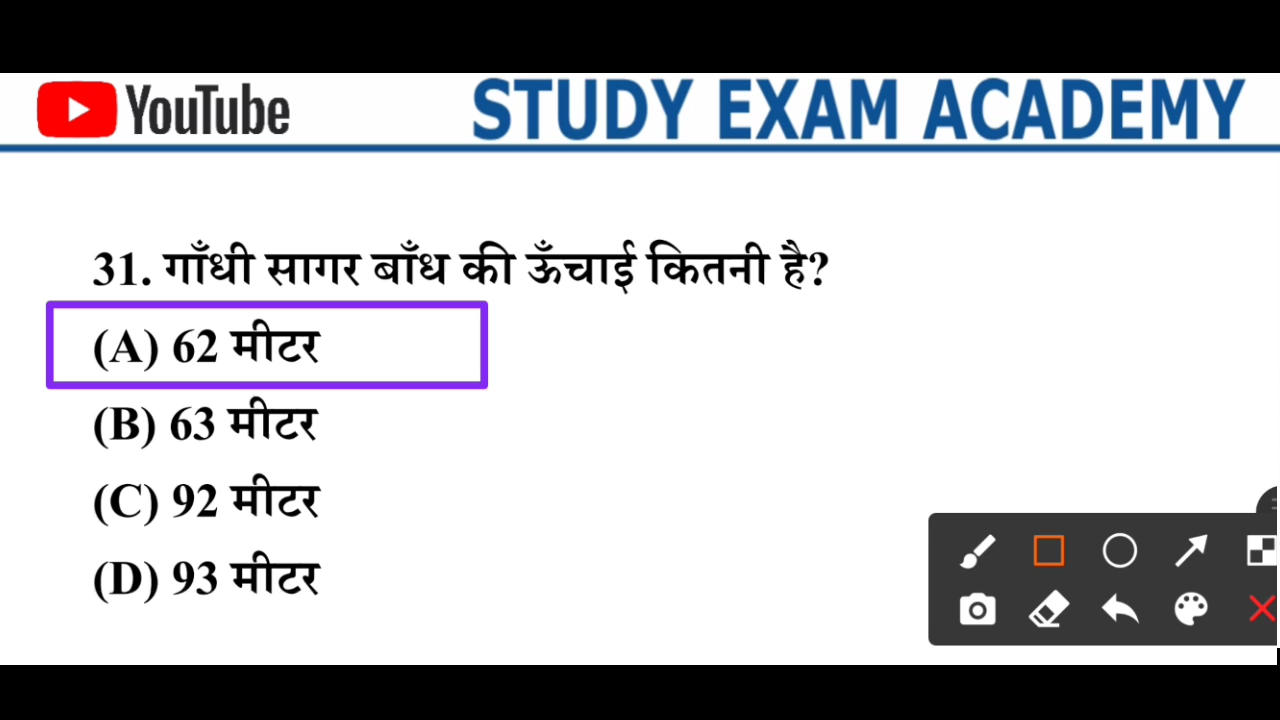 YouTube STUDY EXAM ACADEMY
31. गाँधी सागर बाँध की ऊँचाई कितनी है?
(A) 62 मीटर
(B) 63 मीटर
(C) 92 मीटर
(D) 93 मीटर